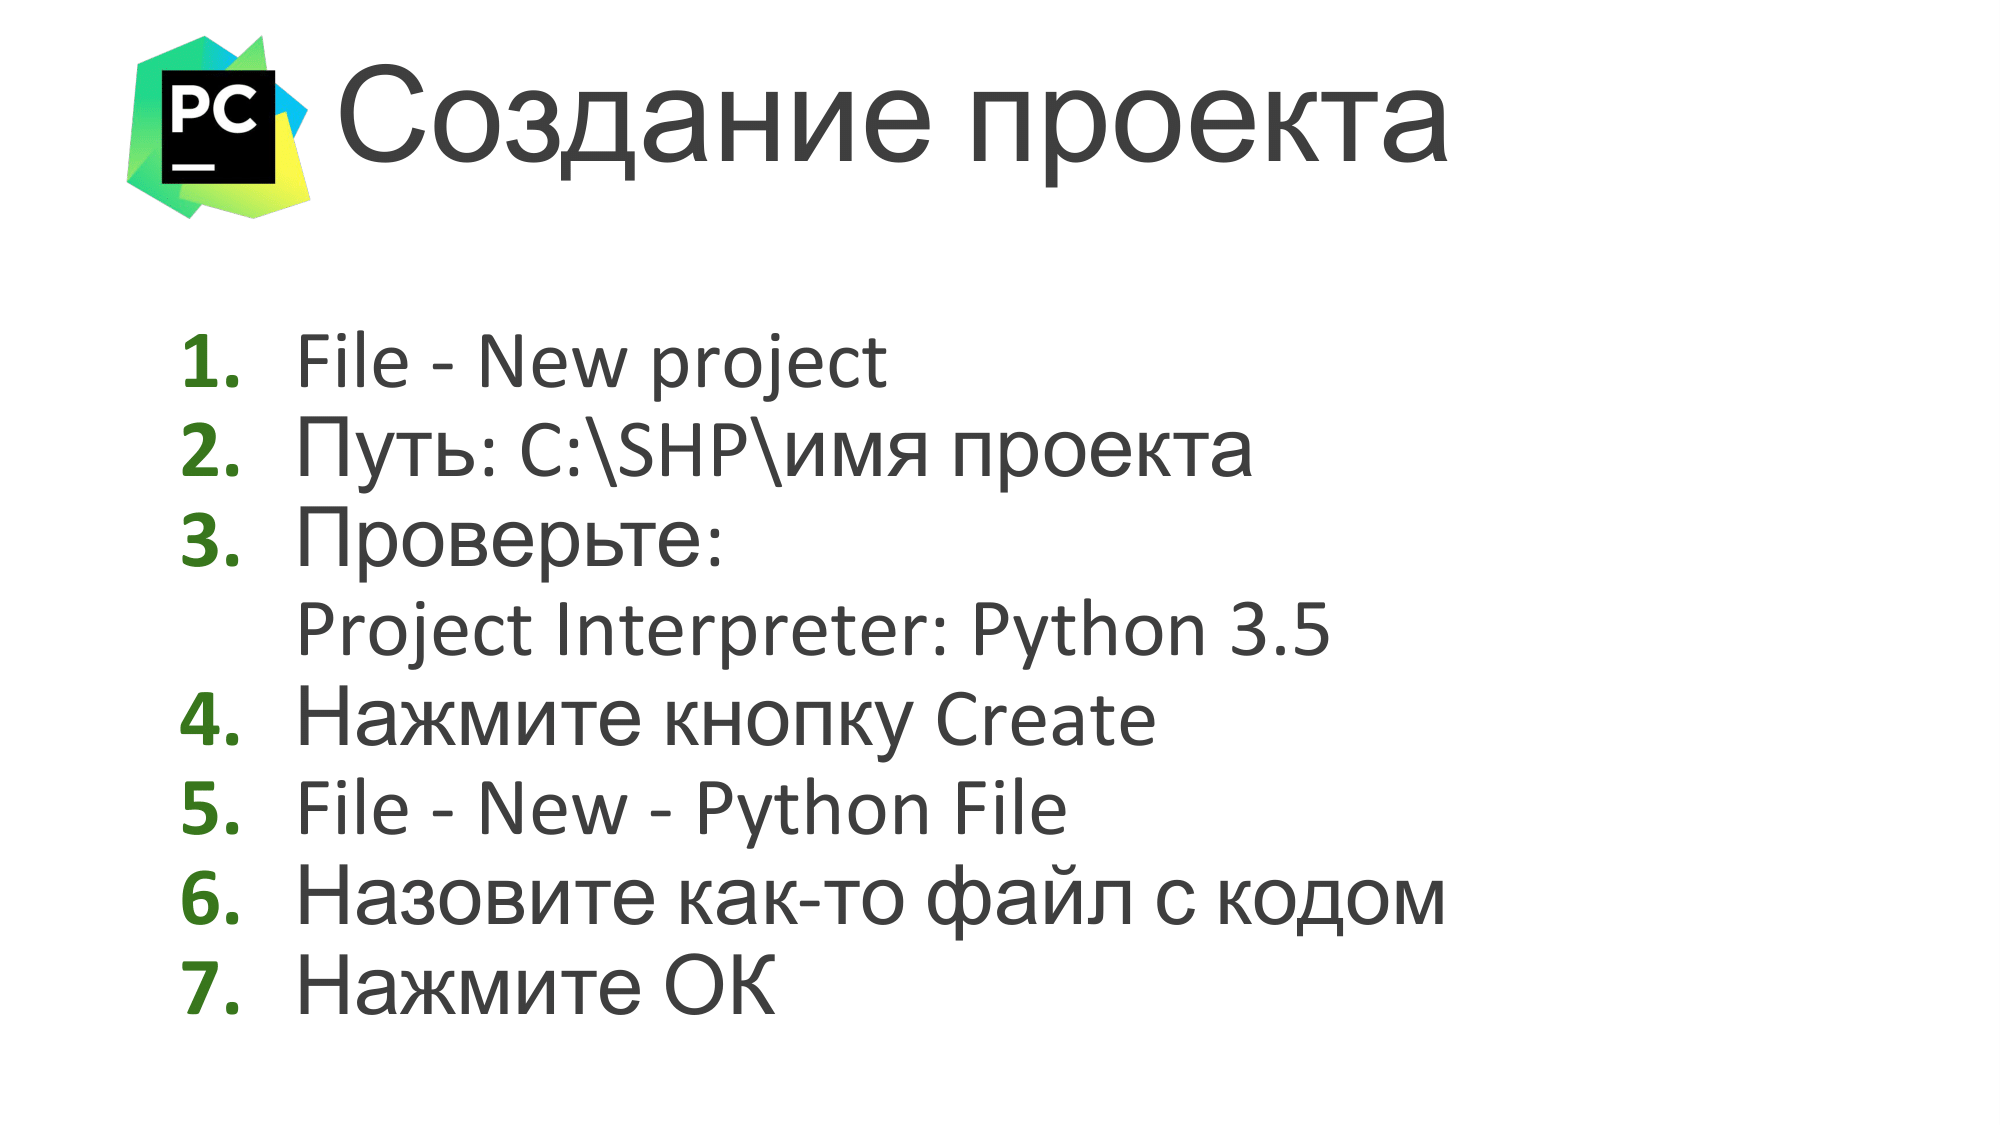 PC
Создание проекта
1. File - New project
2. Путь: C:\SHP\имя проекта
3. Проверьте:
Project Interpreter: Python 3.5
4. Нажмите кнопку Create
5. File - New - Python File
6. Назовите как-то файл с кодом
7. Нажмите ОК